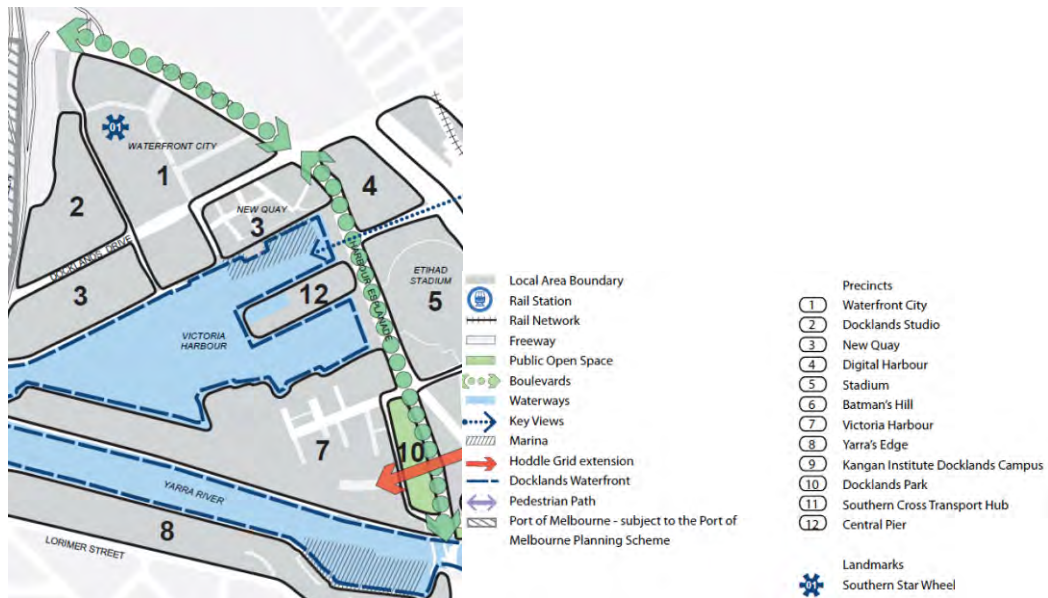 01
WATERFRONT CITY
1
2
4
NEW QUAY
3
DOCKLANDS DRIVE
HARBOUR ESPLANADE
ETIHAD
STADIUM
5
3
12
VICTORIA
HARBOUR
7
10
YARRA RIVER
8
LORIMER STREET
Local Area Boundary
Rail Station
Rail Network
Freeway
Public Open Space
Boulevards
Waterways
Key Views
Marina
Hoddle Grid extension
Docklands Waterfront
Pedestrian Path
Port of Melbourne - subject to the Port of
Melbourne Planning Scheme
Precincts
1 Waterfront City
2 Docklands Studio
3 New Quay
4 Digital Harbour
5 Stadium
6 Batman's Hill
7 Victoria Harbour
8 Yarra's Edge
9 Kangan Institute Docklands Campus
10 Docklands Park
11 Southern Cross Transport Hub
12 Central Pier
Landmarks
01 Southern Star Wheel